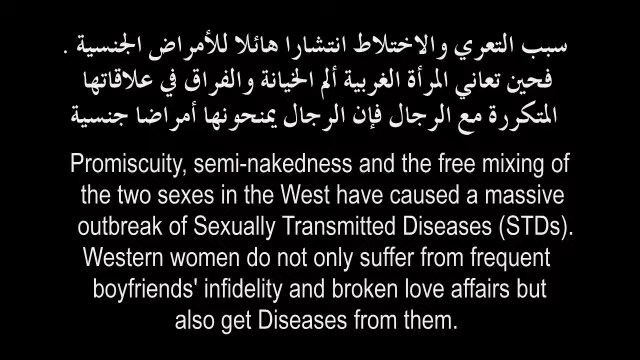 سبب التعري والاختلاط انتشارا هائلا للأمراض الجنسية .
فحين تعاني المرأة الغربية ألم الخيانة والفراق في علاقاتها
المتكررة مع الرجال فإن الرجال يمنحونها أمراضا جنسية
Promiscuity, semi-nakedness and the free mixing of
the two sexes in the West have caused a massive
outbreak of Sexually Transmitted Diseases (STDs).
Western women do not only suffer from frequent
boyfriends' infidelity and broken love affairs but
also get Diseases from them.